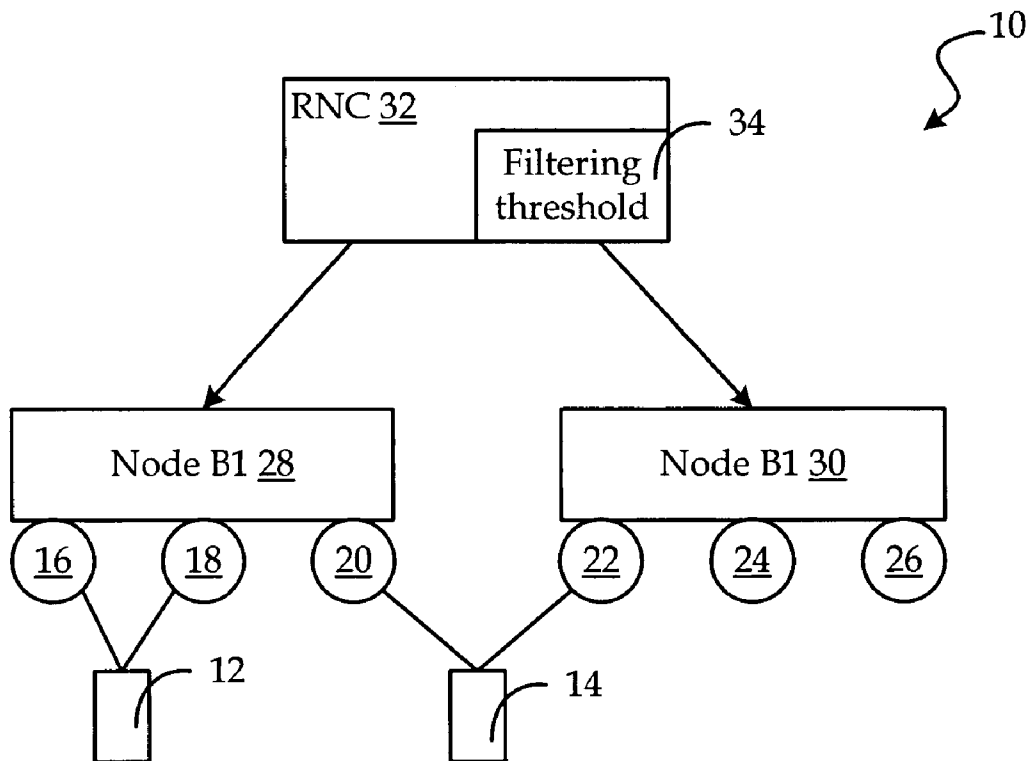 10
RNC 32
34
Filtering
threshold
Node B1 28
Node B1 30
16 18 20 22 24 26
12
14